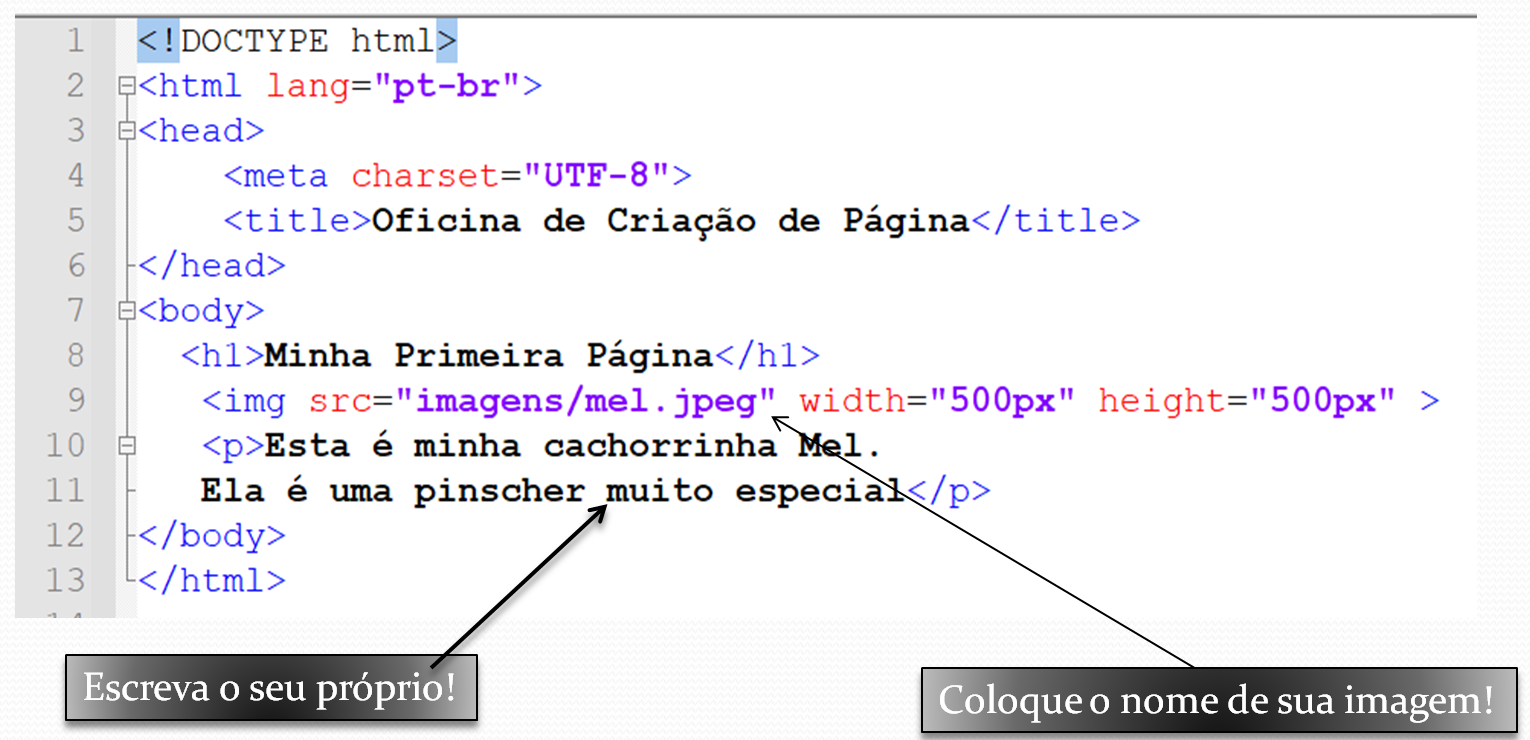 1 <!DOCTYPE html>
2 <html lang="pt-br">
3 <head>
4 <meta charset="UTF-8">
5 <title>Oficina de Criação de Página</title>
6 </head>
7 <body>
8 <h1>Minha Primeira Página</h1>
9 <img src="imagens/mel.jpeg" width="500px" height="500px" >
10 <p>Esta é minha cachorrinha Mel.
11 Ela é uma pinscher muito especial</p>
12 </body>
13 </html>
Escreva o seu próprio!
Coloque o nome de sua imagem!